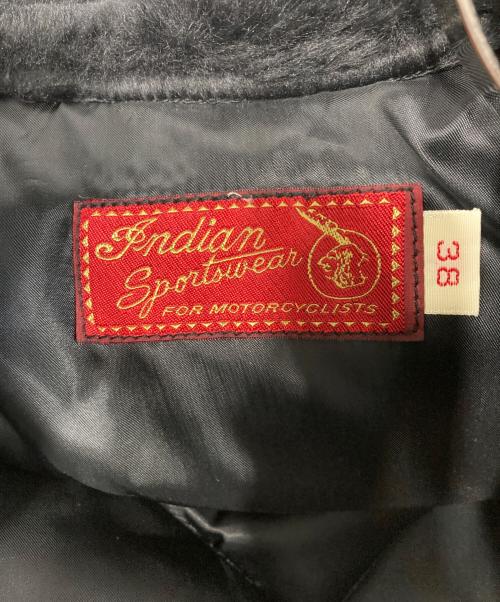 Indian
Sportswear
FOR MOTORCYCLISTS
38